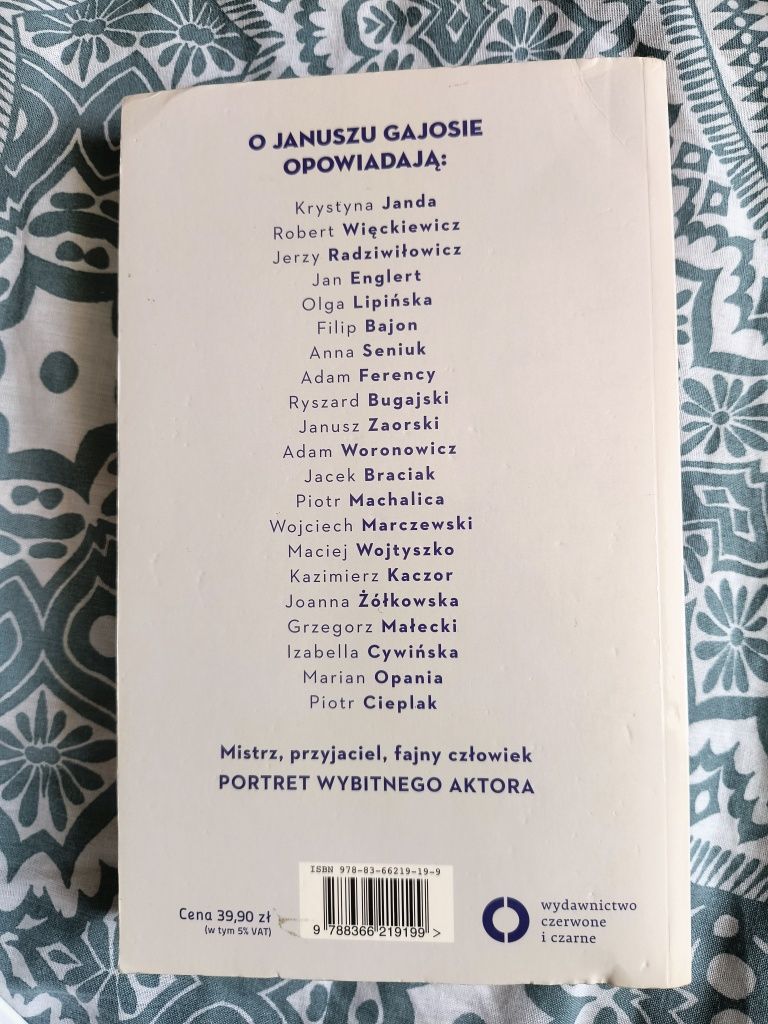 O JANUSZU GAJOSIE
OPOWIADAJĄ:
Krystyna Janda
Robert Więckiewicz
Jerzy Radziwiłowicz
Jan Englert
Olga Lipińska
Filip Bajon
Anna Seniuk
Adam Ferency
Ryszard Bugajski
Janusz Zaorski
Adam Woronowicz
Jacek Braciak
Piotr Machalica
Wojciech Marczewski
Maciej Wojtyszko
Kazimierz Kaczor
Joanna Żółkowska
Grzegorz Małecki
Izabella Cywińska
Marian Opania
Piotr Cieplak
Mistrz, przyjaciel, fajny człowiek
PORTRET WYBITNEGO AKTORA
Cena 39,90 zł
(w tym 5% VAT)
ISBN 978-83-66219-19-9
9 788366 219199 >
wydawnictwo
czerwone
i czarne